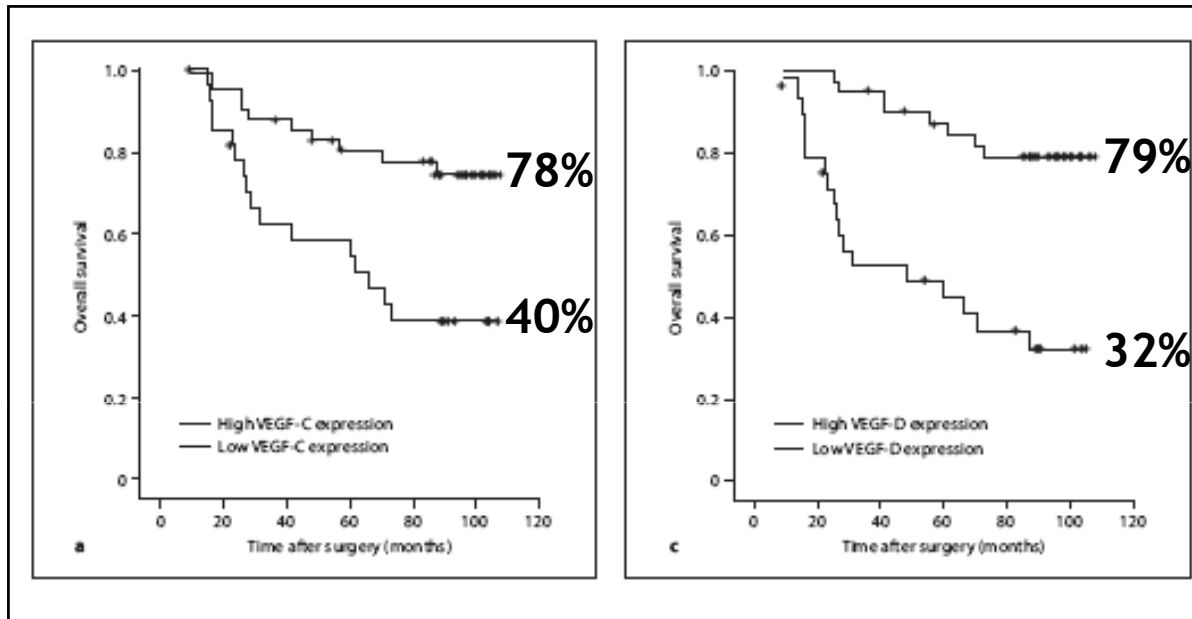 1.0
0.8
0.6
0.4
0.2
0
Overall survival
78%
40%
High VEGF-C expression
Low VEGF-C expression
0 20 40 60 80 100 120
a
Time after surgery (months)
1.0
0.8
0.6
0.4
0.2
0
Overall survival
79%
32%
High VEGF-D expression
Low VEGF-D expression
0 20 40 60 80 100 120
c
Time after surgery (months)